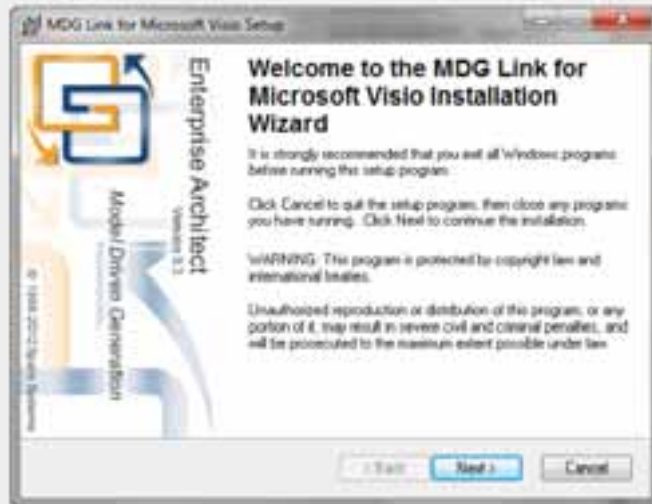 MDG Link for Microsoft Visio Setup
Enterprise Architect
Model Driven Generation
Welcome to the MDG Link for
Microsoft Visio Installation
Wizard
It is strongly recommended that you exit all Windows programs
before running this setup program.
Click Cancel to quit the setup program, then close any programs
you have running. Click Next to continue the installation.
WARNING: This program is protected by copyright law and
international treaties.
Unauthorized reproduction or distribution of this program, or any
portion of it, may result in severe civil and criminal penalties, and
will be prosecuted to the maximum extent possible under law.
< Back
Next >
Cancel